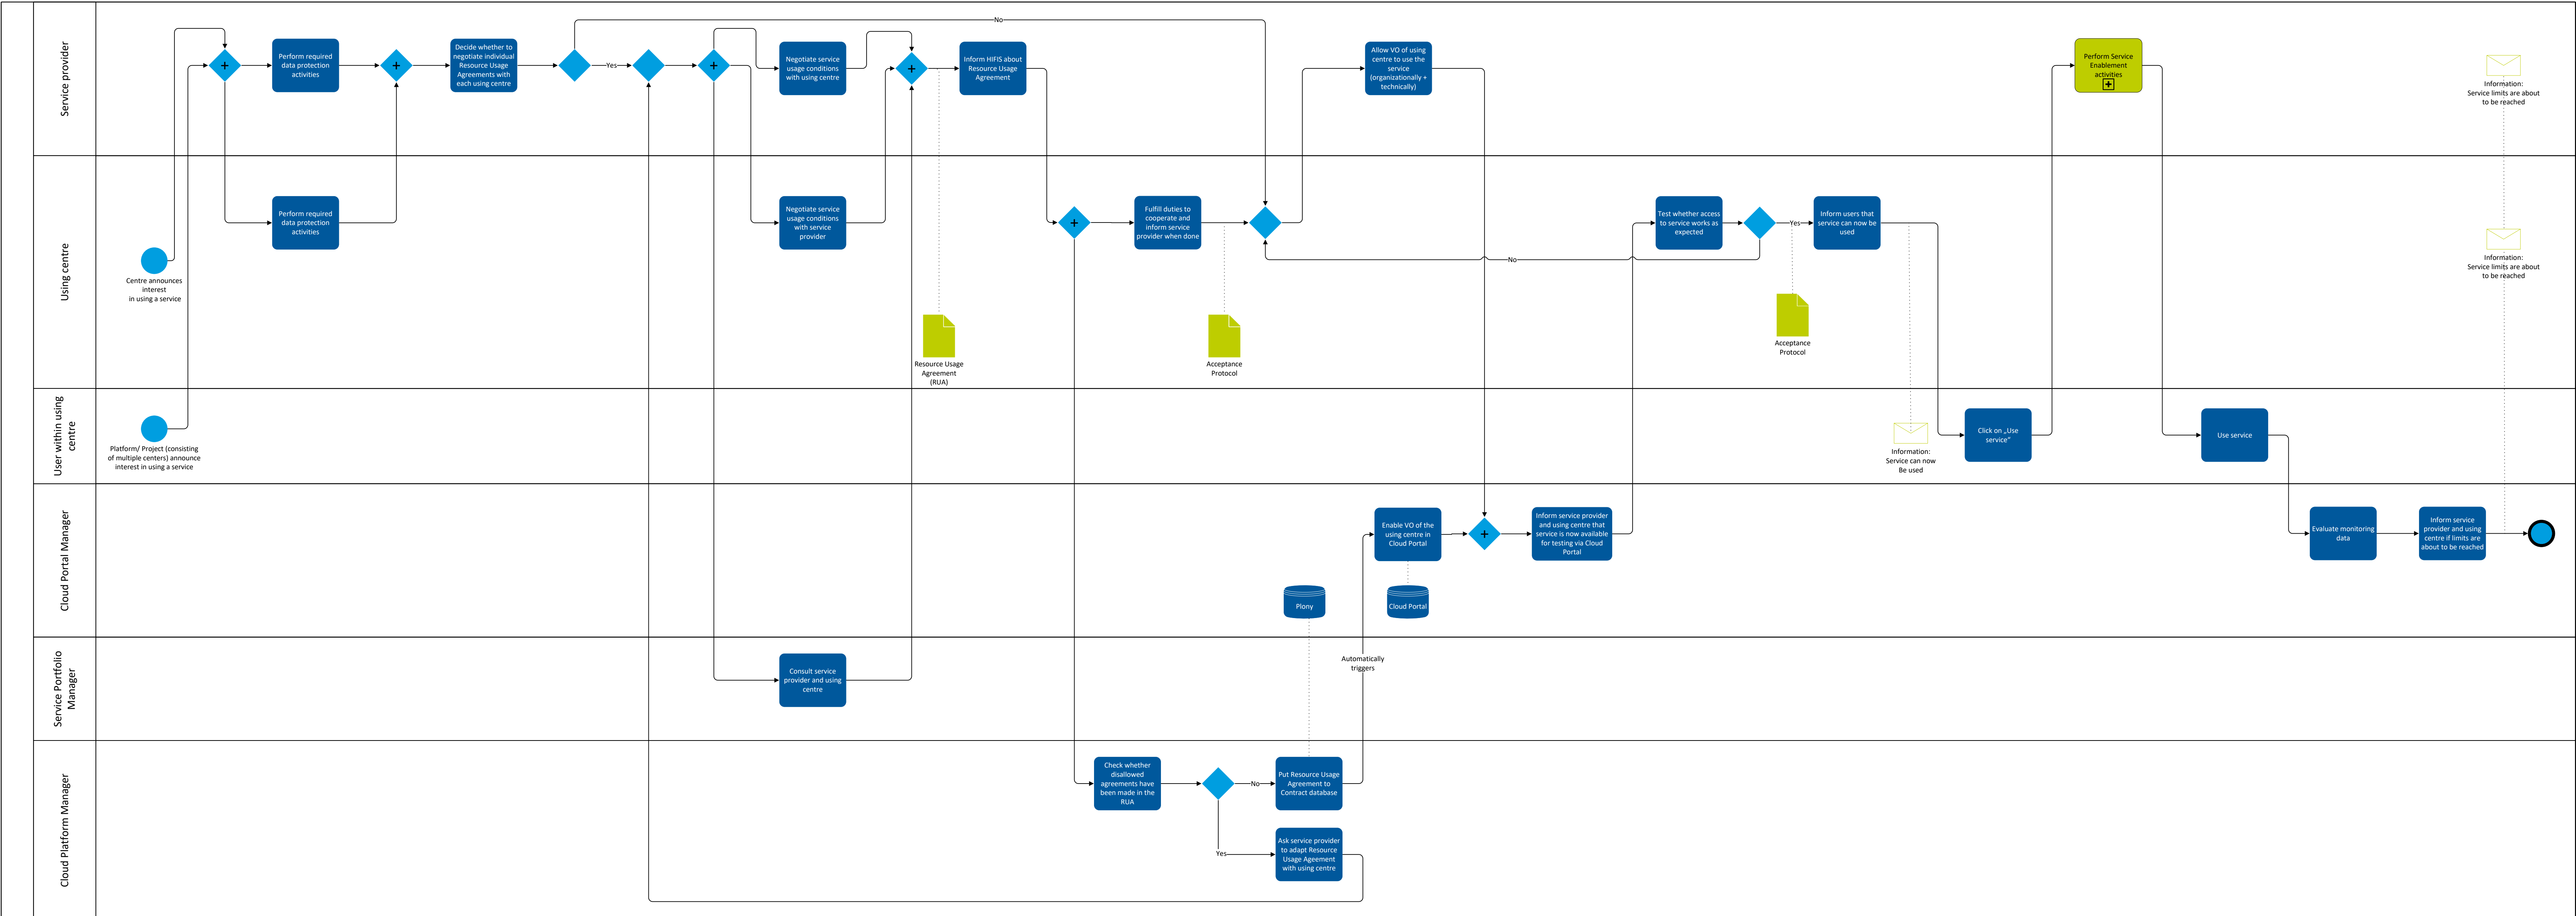 Service provider
No
Perform required
data protection
activities
Decide whether to
negotiate individual
Resource Usage
Agreements with
each using centre
Yes
Negotiate service
usage conditions
with using centre
Inform HIFIS about
Resource Usage
Agreement
Allow VO of using
centre to use the
service
(organizationally +
technically)
Perform Service
Enablement
activities
Information:
Service limits are about
to be reached
Using centre
Centre announces
interest
in using a service
Perform required
data protection
activities
Negotiate service
usage conditions
with service
provider
Resource Usage
Agreement
(RUA)
Fulfill duties to
cooperate and
inform service
provider when done
Acceptance
Protocol
No
Test whether access
to service works as
expected
Yes
Acceptance
Protocol
Inform users that
service can now be
used
Information:
Service limits are about
to be reached
User within using
centre
Platform/ Project (consisting
of multiple centers) announce
interest in using a service
Information:
Service can now
Be used
Click on „Use
service“
Use service
Cloud Portal Manager
Plony
Enable VO of the
using centre in
Cloud Portal
Cloud Portal
Inform service provider
and using centre that
service is now available
for testing via Cloud
Portal
Evaluate monitoring
data
Inform service
provider and using
centre if limits are
about to be reached
Service Portfolio
Manager
Consult service
provider and using
centre
Automatically
triggers
Cloud Platform Manager
Check whether
disallowed
agreements have
been made in the
RUA
No
Put Resource Usage
Agreement to
Contract database
Yes
Ask service provider
to adapt Resource
Usage Ageement
with using centre